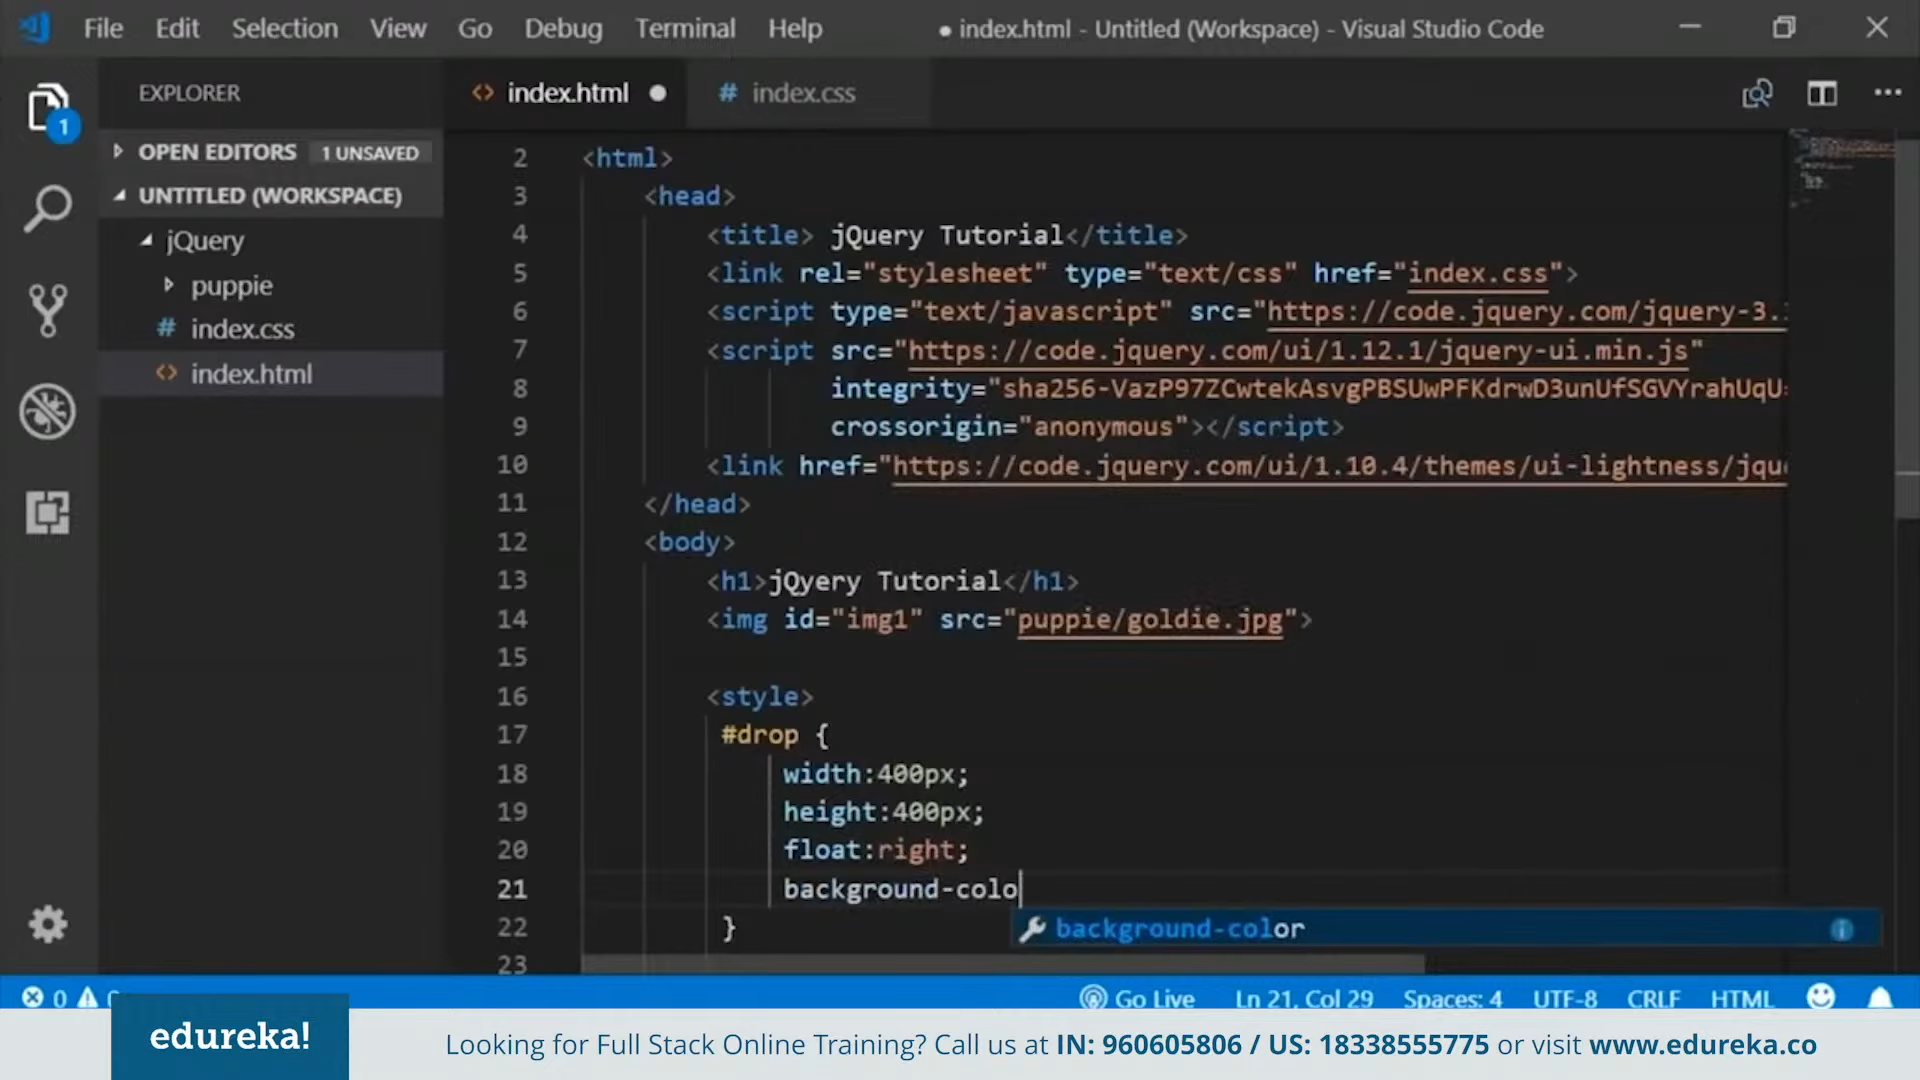 File Edit Selection View Go Debug Terminal Help ● index.html - Untitled (Workspace) - Visual Studio Code
EXPLORER
1
OPEN EDITORS 1 UNSAVED
UNTITLED (WORKSPACE)
jQuery
puppie
# index.css
<> index.html
<> index.html ● # index.css
2 <html>
3 <head>
4 <title> jQuery Tutorial</title>
5 <link rel="stylesheet" type="text/css" href="index.css">
6 <script type="text/javascript" src="https://code.jquery.com/jquery-3.
7 <script src="https://code.jquery.com/ui/1.12.1/jquery-ui.min.js"
8 integrity="sha256-VazP97ZCwtekAsvgPBSUwPFKdrwD3unUfSGVYrahUqU=
9 crossorigin="anonymous"></script>
10 <link href="https://code.jquery.com/ui/1.10.4/themes/ui-lightness/jqu
11 </head>
12 <body>
13 <h1>jQyery Tutorial</h1>
14 <img id="img1" src="puppie/goldie.jpg">
15
16 <style>
17 #drop {
18 width:400px;
19 height:400px;
20 float:right;
21 background-colo
22 }
background-color
23
0 Go Live Ln 21, Col 29 Spaces: 4 UTF-8 CRLF HTML
edureka!
Looking for Full Stack Online Training? Call us at IN: 960605806 / US: 18338555775 or visit www.edureka.co